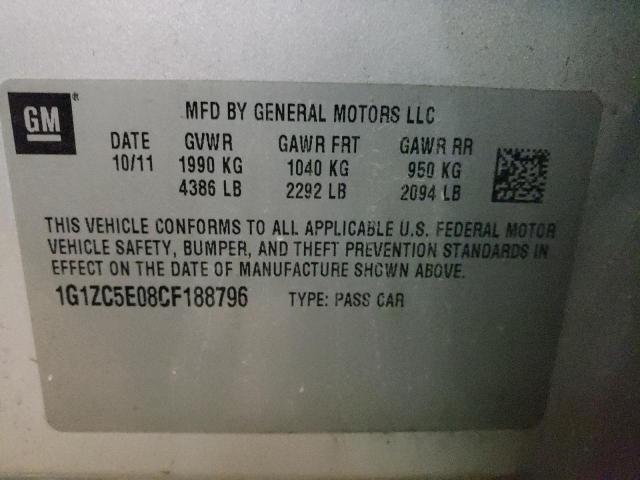 GM ®
MFD BY GENERAL MOTORS LLC
DATE GVWR GAWR FRT GAWR RR
10/11 1990 KG 1040 KG 950 KG
4386 LB 2292 LB 2094 LB
THIS VEHICLE CONFORMS TO ALL APPLICABLE U.S. FEDERAL MOTOR
VEHICLE SAFETY, BUMPER, AND THEFT PREVENTION STANDARDS IN
EFFECT ON THE DATE OF MANUFACTURE SHOWN ABOVE.
1G1ZC5E08CF188796 TYPE: PASS CAR